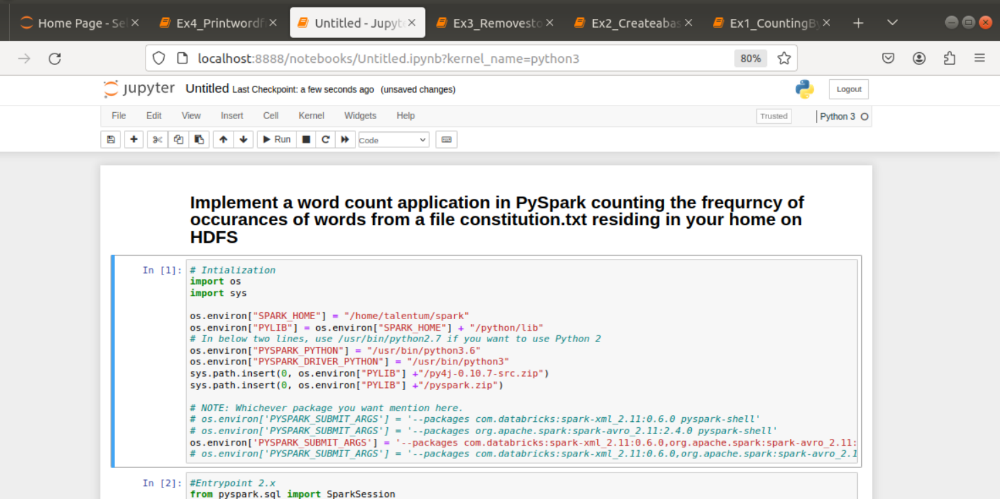 Home Page - Se
Ex4_Printwordf
Untitled - Jupyt
Ex3_Removesto
Ex2_Createabas
Ex1_CountingBy
localhost:8888/notebooks/Untitled.ipynb?kernel_name=python3
80%
jupyter Untitled Last Checkpoint: a few seconds ago (unsaved changes)
Logout
File Edit View Insert Cell Kernel Widgets Help
Trusted
Python 3
Run
Code
Implement a word count application in PySpark counting the frequrncy of
occurances of words from a file constitution.txt residing in your home on
HDFS
In [1]:
# Intialization
import os
import sys
os.environ["SPARK_HOME"] = "/home/talentum/spark"
os.environ["PYLIB"] = os.environ["SPARK_HOME"] + "/python/lib"
# In below two lines, use /usr/bin/python2.7 if you want to use Python 2
os.environ["PYSPARK_PYTHON"] = "/usr/bin/python3.6"
os.environ["PYSPARK_DRIVER_PYTHON"] = "/usr/bin/python3"
sys.path.insert(0, os.environ["PYLIB"] +"/py4j-0.10.7-src.zip")
sys.path.insert(0, os.environ["PYLIB"] +"/pyspark.zip")
# NOTE: Whichever package you want mention here.
# os.environ['PYSPARK_SUBMIT_ARGS'] = '--packages com.databricks:spark-xml_2.11:0.6.0 pyspark-shell'
# os.environ['PYSPARK_SUBMIT_ARGS'] = '--packages org.apache.spark:spark-avro_2.11:2.4.0 pyspark-shell'
os.environ['PYSPARK_SUBMIT_ARGS'] = '--packages com.databricks:spark-xml_2.11:0.6.0,org.apache.spark:spark-avro_2.11:
# os.environ['PYSPARK_SUBMIT_ARGS'] = '--packages com.databricks:spark-xml_2.11:0.6.0,org.apache.spark:spark-avro_2.1
In [2]:
#Entrypoint 2.x
from pyspark.sql import SparkSession